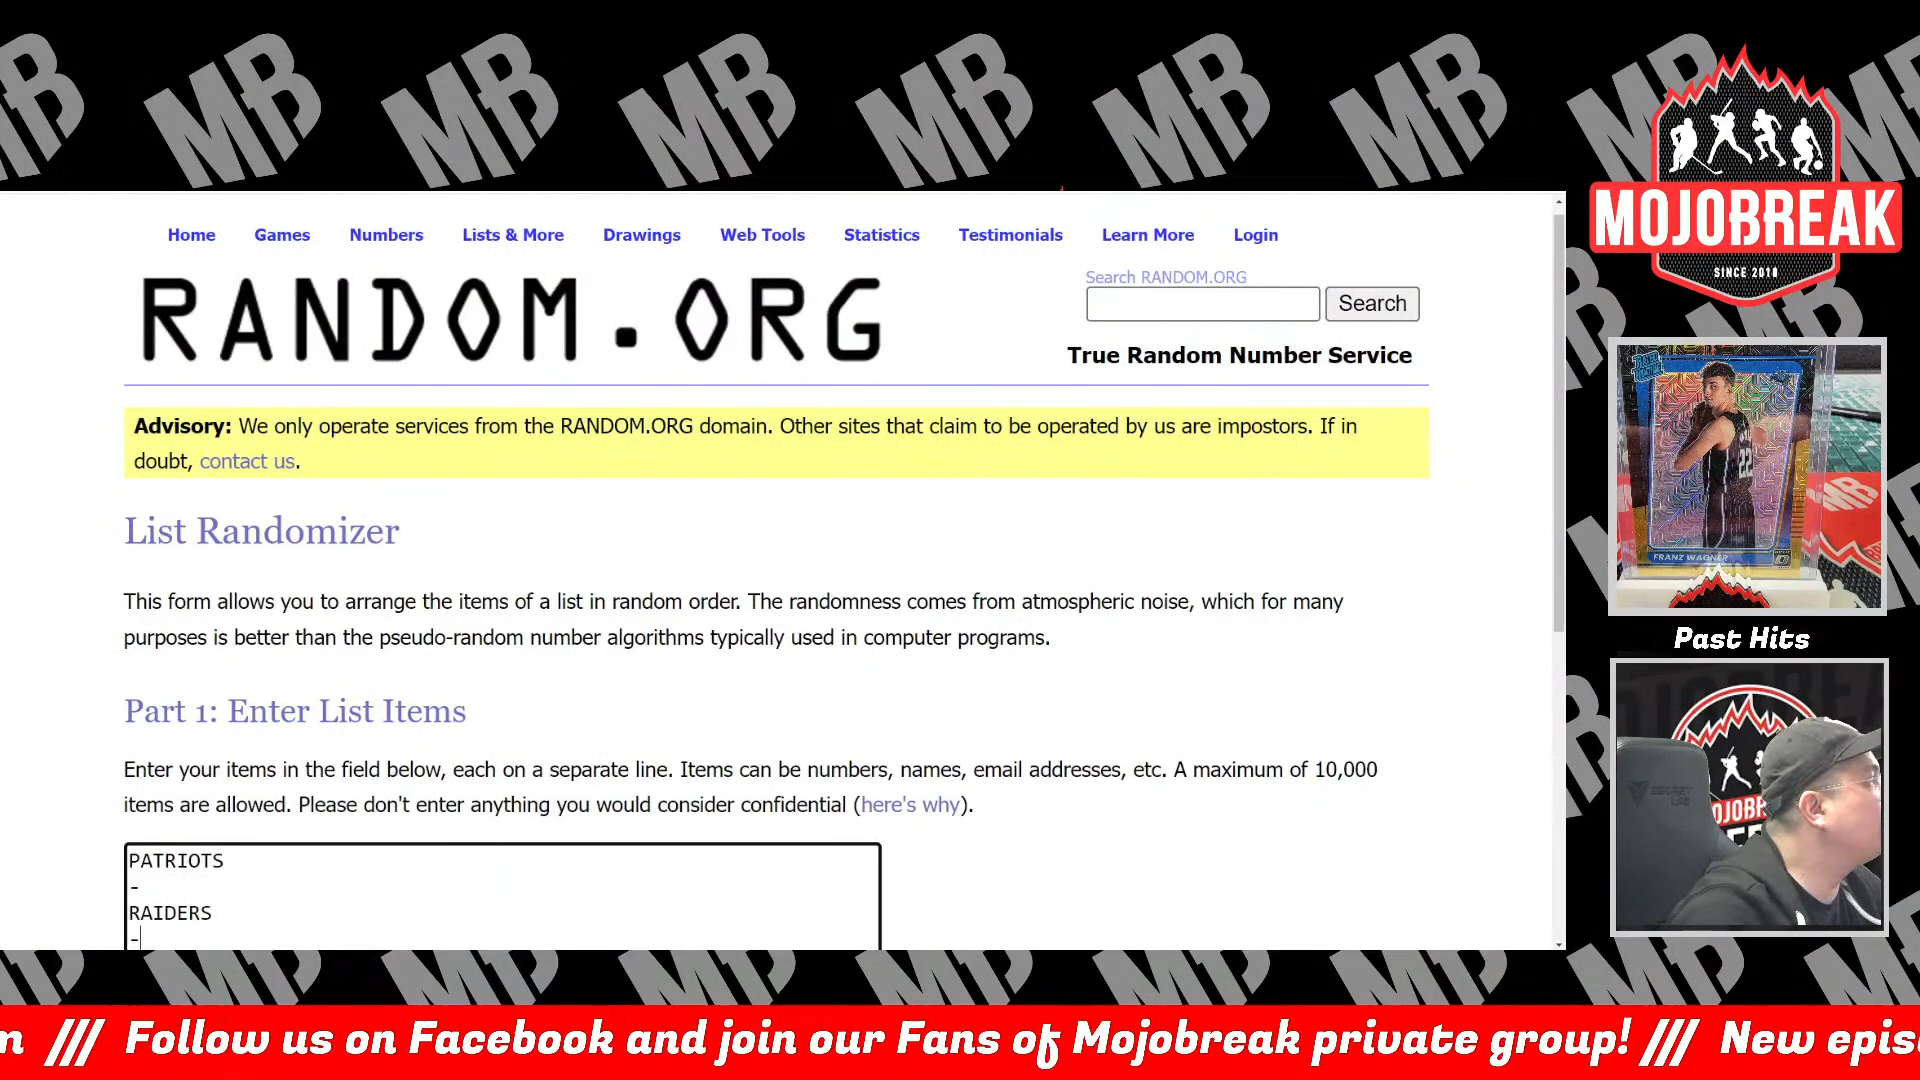 Home Games Numbers Lists & More Drawings Web Tools Statistics Testimonials Learn More Login
RANDOM.ORG
Search RANDOM.ORG
Search
True Random Number Service
Advisory: We only operate services from the RANDOM.ORG domain. Other sites that claim to be operated by us are impostors. If in
doubt, contact us.
List Randomizer
This form allows you to arrange the items of a list in random order. The randomness comes from atmospheric noise, which for many
purposes is better than the pseudo-random number algorithms typically used in computer programs.
Part 1: Enter List Items
Enter your items in the field below, each on a separate line. Items can be numbers, names, email addresses, etc. A maximum of 10,000
items are allowed. Please don't enter anything you would consider confidential (here's why).
PATRIOTS
-
RAIDERS
-
MOJOBREAK
SINCE 2010
22
FRANZ WAGNER
Past Hits
Follow us on Facebook and join our Fans of Mojobreak private group! /// New